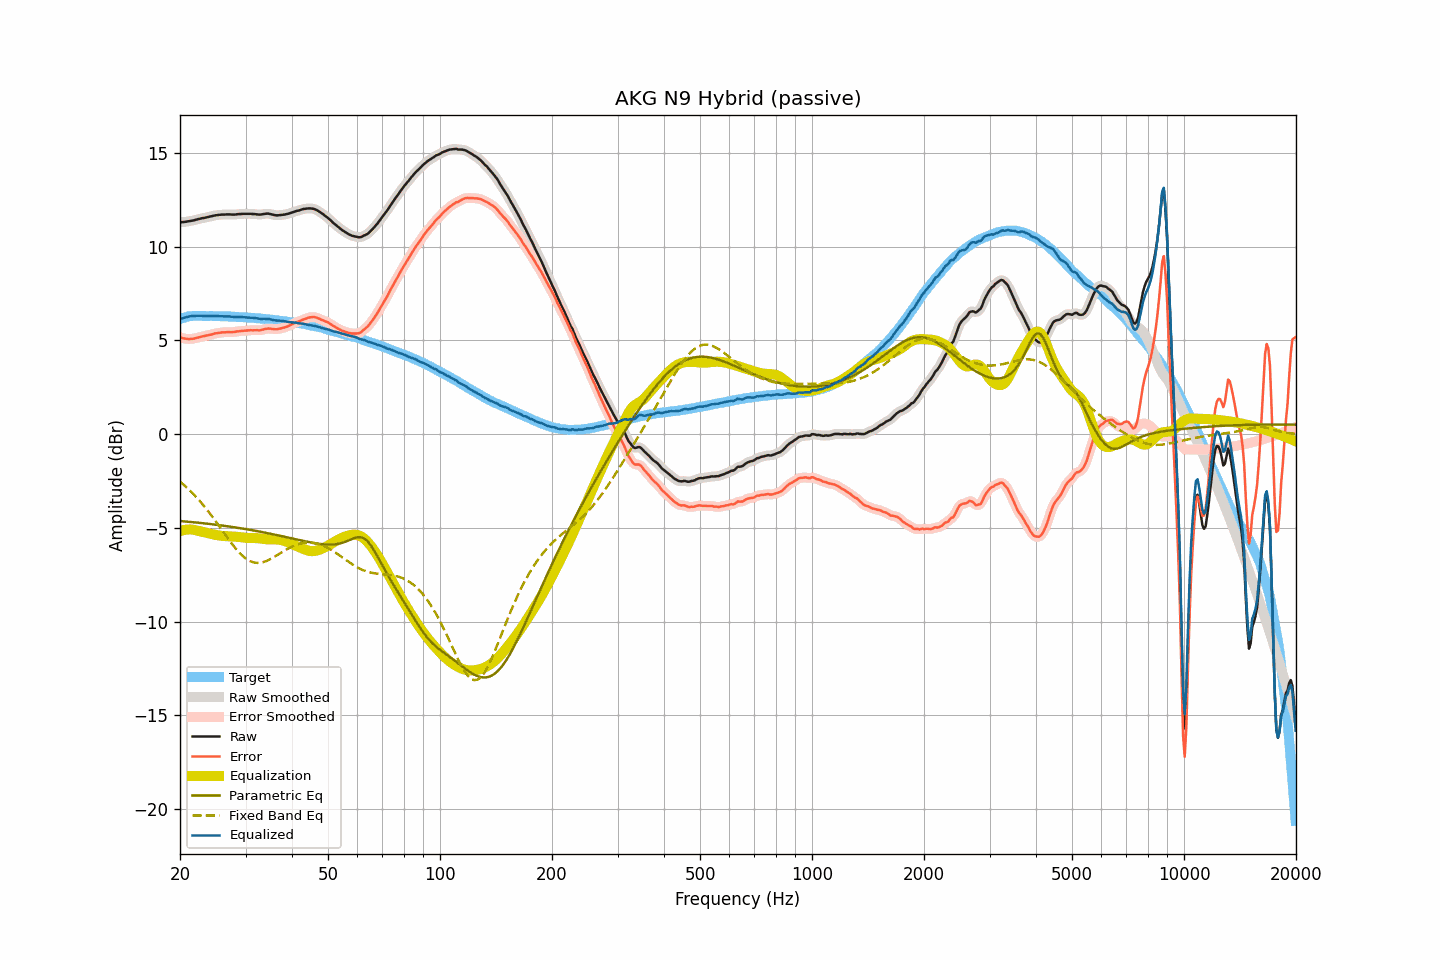 AKG N9 Hybrid (passive)
Amplitude (dBr)
15
10
5
0
−5
−10
−15
−20
Target
Raw Smoothed
Error Smoothed
Raw
Error
Equalization
Parametric Eq
Fixed Band Eq
Equalized
20 50 100 200 500 1000 2000 5000 10000 20000
Frequency (Hz)